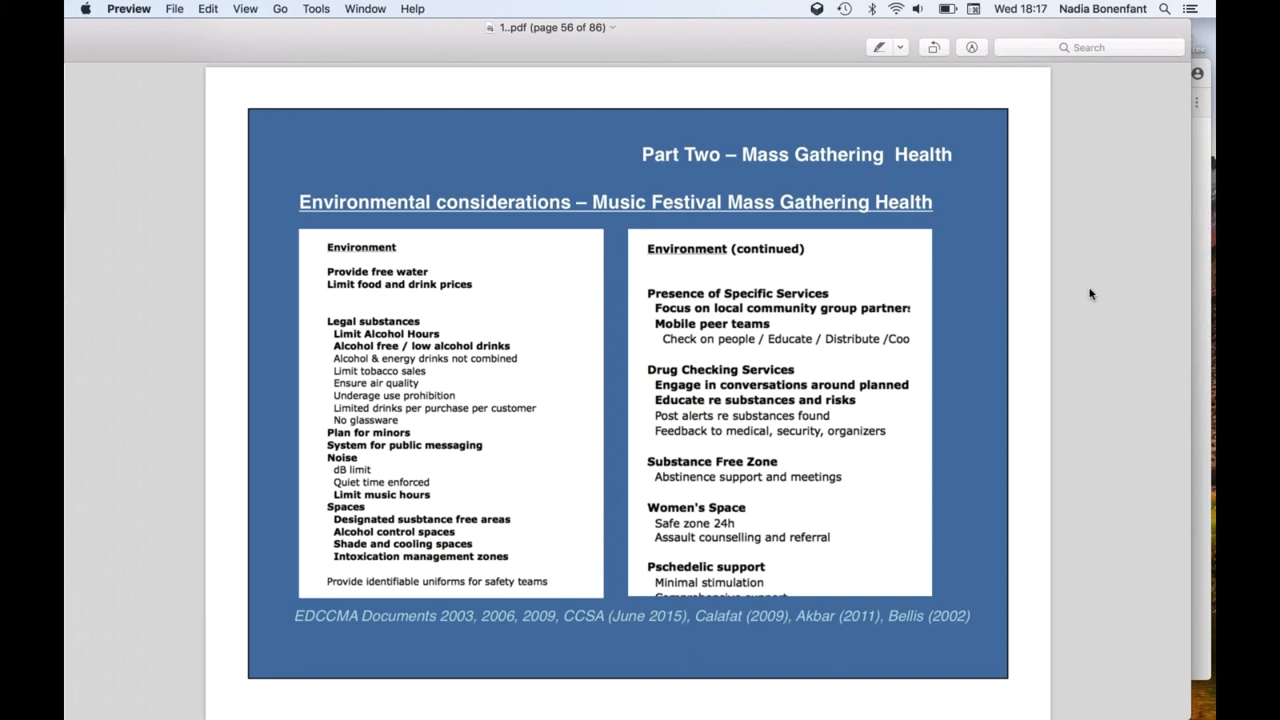 Preview File Edit View Go Tools Window Help Wed 18:17 Nadia Bonenfant
1..pdf (page 56 of 86)
Search
Part Two – Mass Gathering Health
Environmental considerations – Music Festival Mass Gathering Health
Environment
Provide free water
Limit food and drink prices
Legal substances
Limit Alcohol Hours
Alcohol free / low alcohol drinks
Alcohol & energy drinks not combined
Limit tobacco sales
Ensure air quality
Underage use prohibition
Limited drinks per purchase per customer
No glassware
Plan for minors
System for public messaging
Noise
dB limit
Quiet time enforced
Limit music hours
Spaces
Designated susbtance free areas
Alcohol control spaces
Shade and cooling spaces
Intoxication management zones
Provide identifiable uniforms for safety teams
Environment (continued)
Presence of Specific Services
Focus on local community group partners
Mobile peer teams
Check on people / Educate / Distribute /Coo
Drug Checking Services
Engage in conversations around planned
Educate re substances and risks
Post alerts re substances found
Feedback to medical, security, organizers
Substance Free Zone
Abstinence support and meetings
Women's Space
Safe zone 24h
Assault counselling and referral
Pschedelic support
Minimal stimulation
Comprehensive support
EDCCMA Documents 2003, 2006, 2009, CCSA (June 2015), Calafat (2009), Akbar (2011), Bellis (2002)